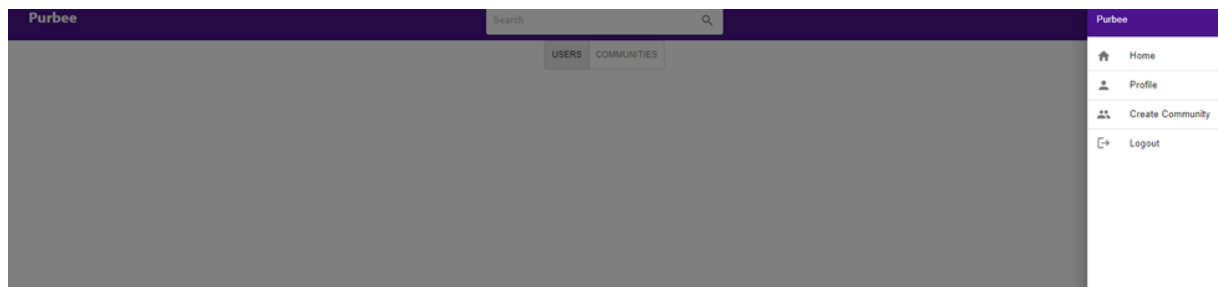 Purbee
Search
USERS COMMUNITIES
Purbee
Home
Profile
Create Community
Logout